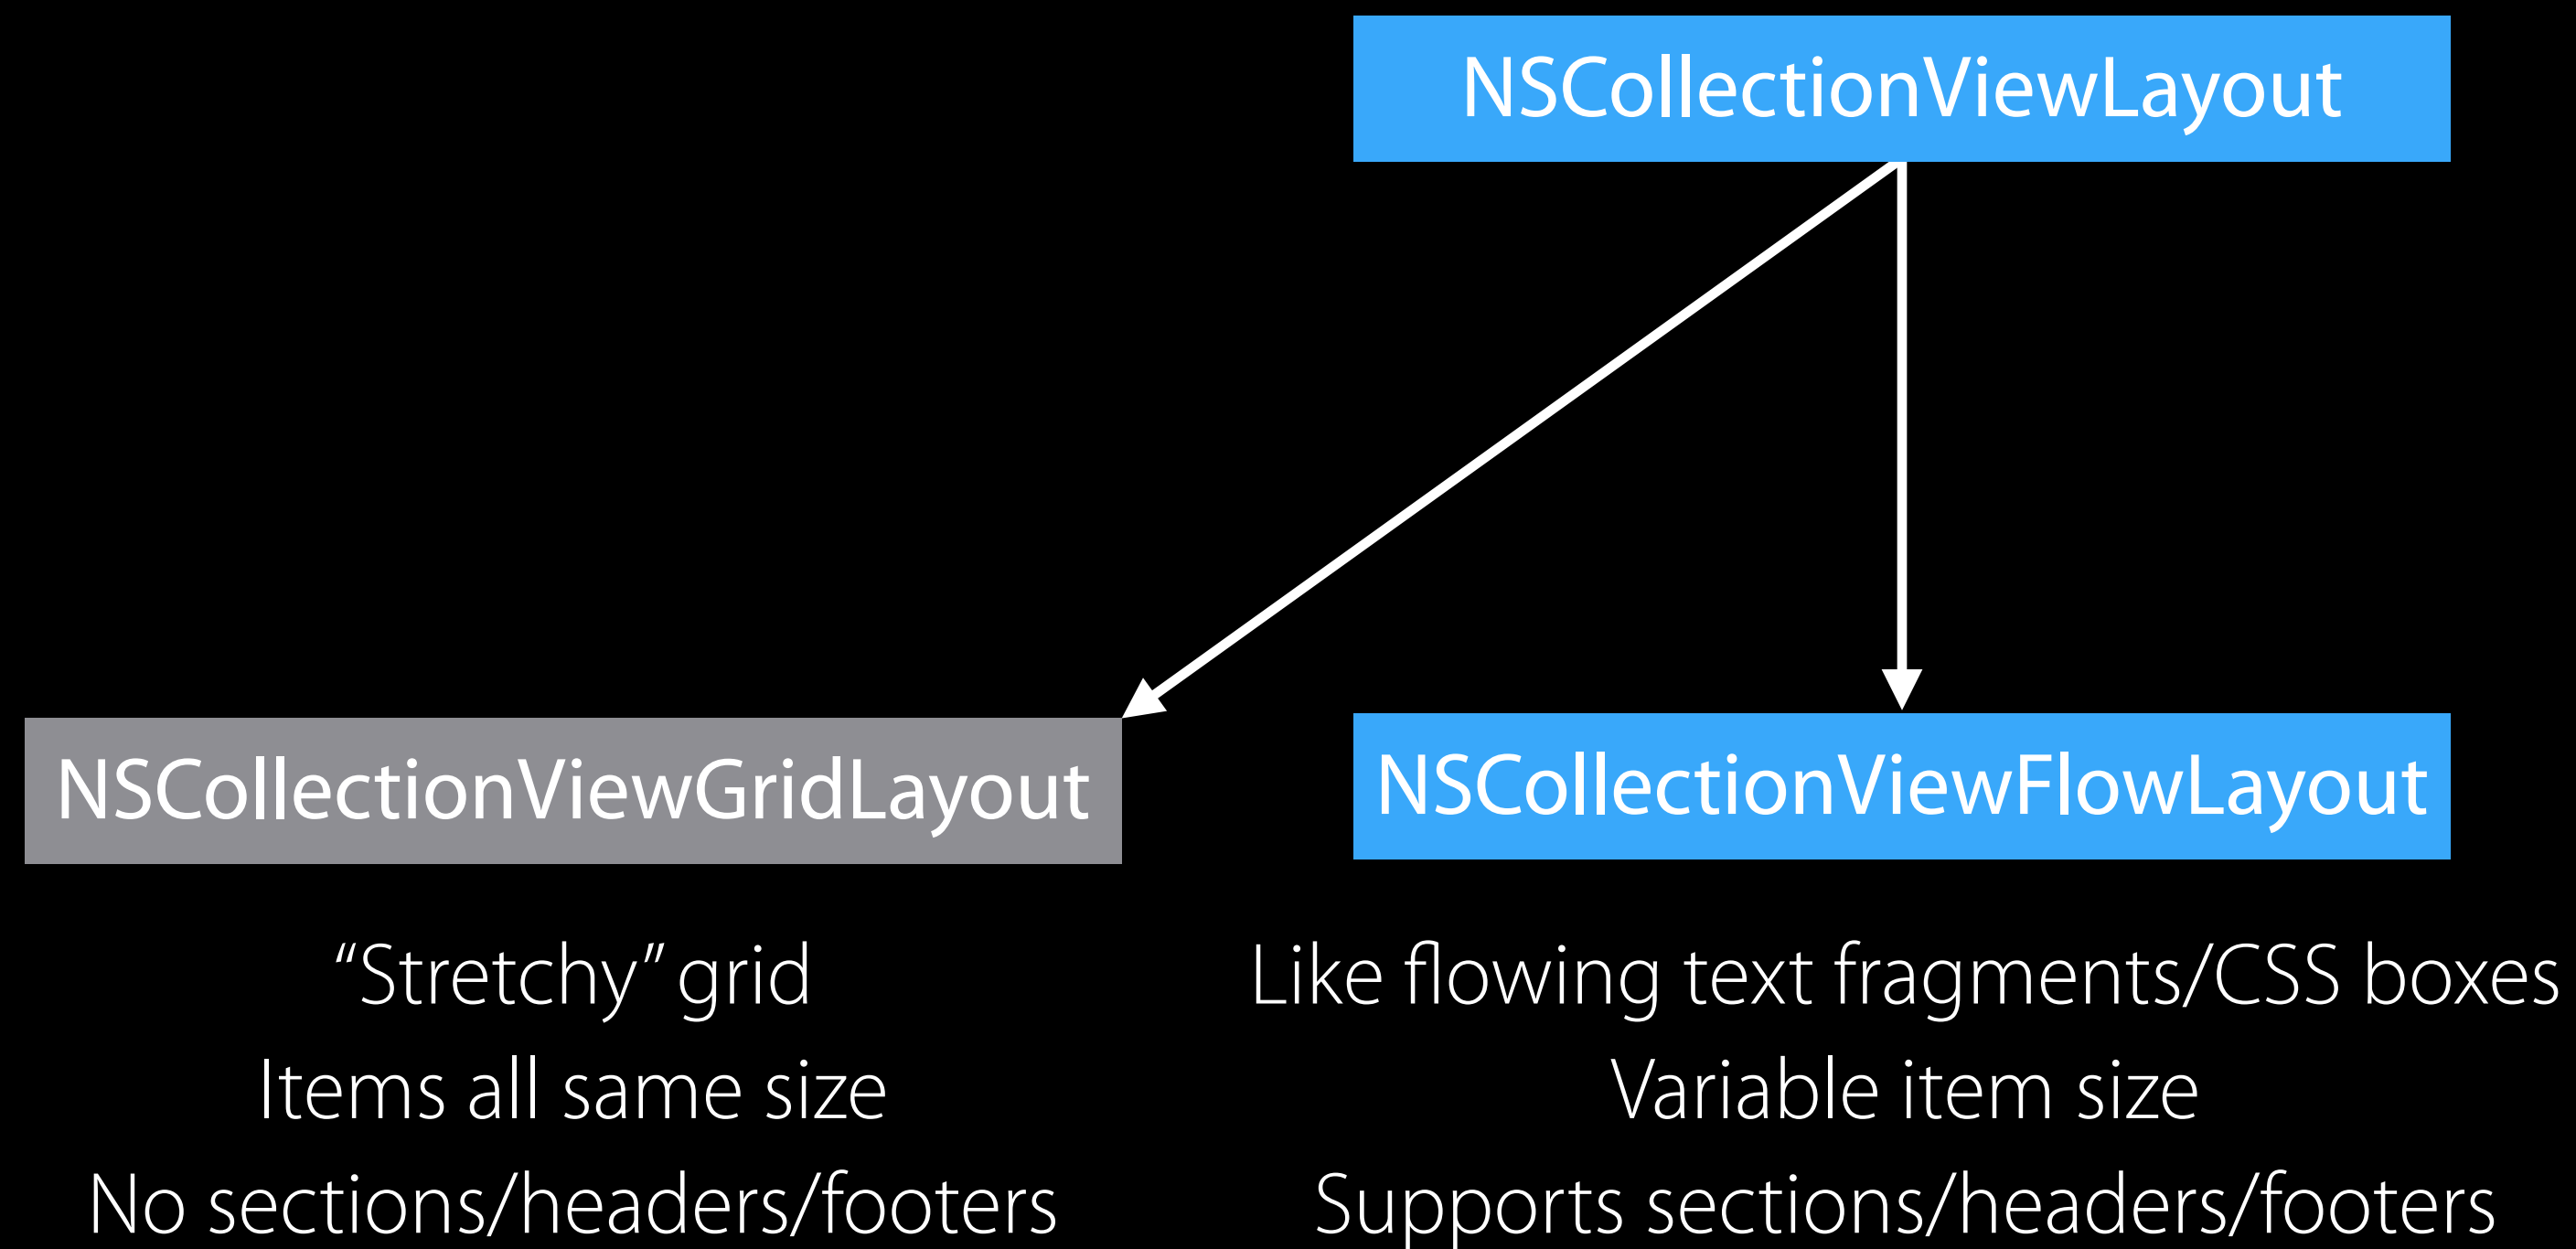 NSCollectionViewLayout
NSCollectionViewGridLayout
NSCollectionViewFlowLayout
“Stretchy” grid
Items all same size
No sections/headers/footers
Like flowing text fragments/CSS boxes
Variable item size
Supports sections/headers/footers